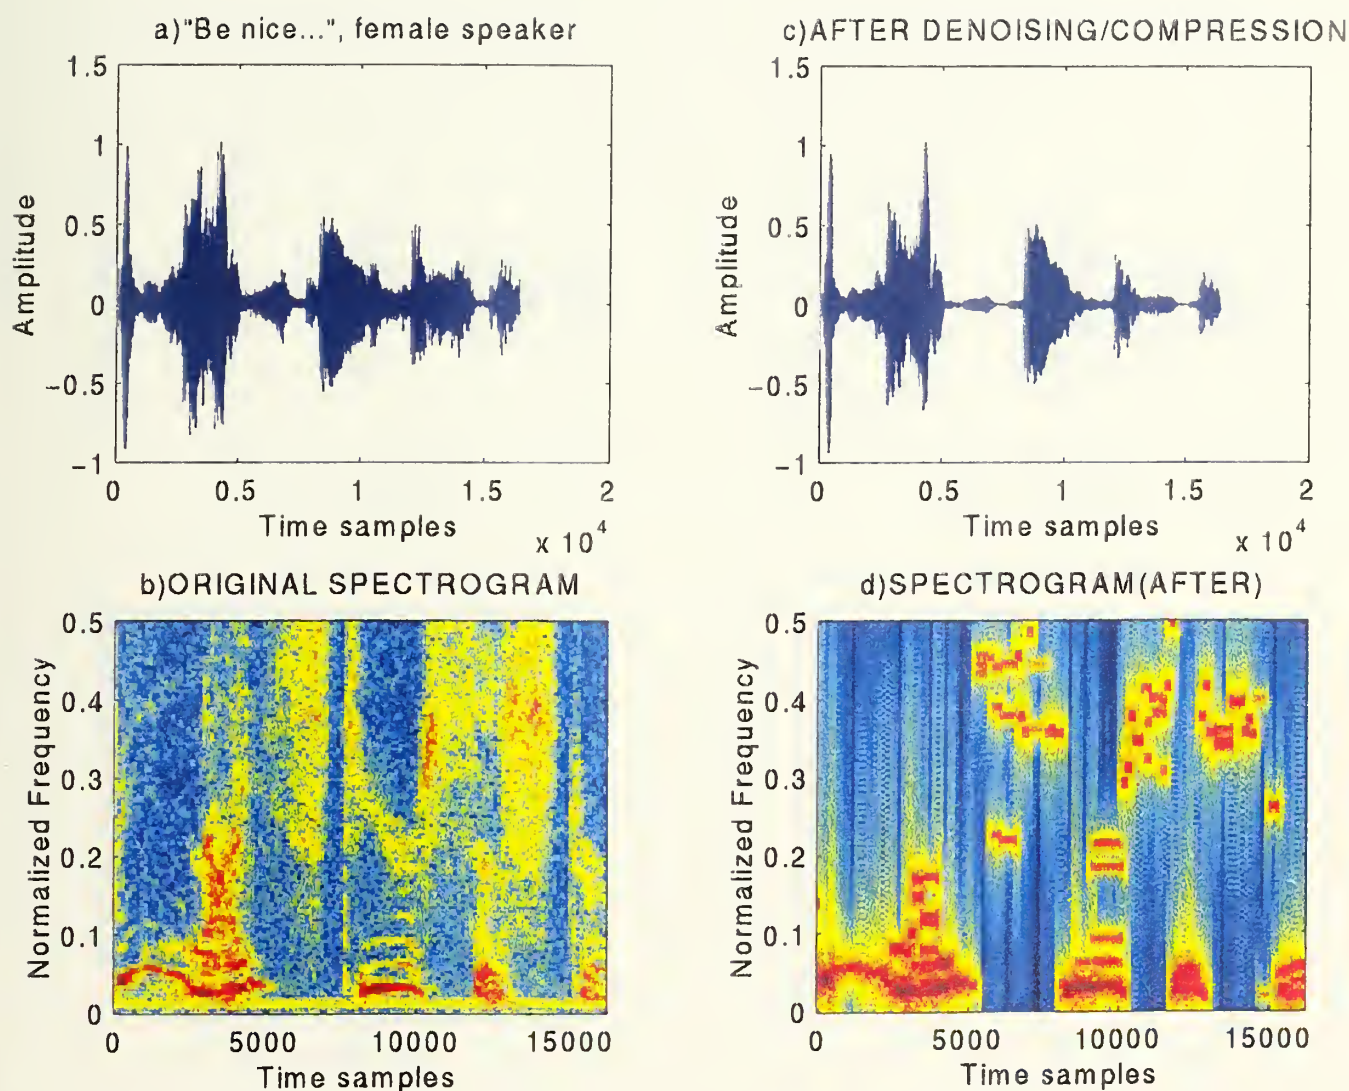 a)"Be nice...", female speaker
1.5
1
0.5
0
−0.5
−1
Amplitude
0 0.5 1 1.5 2
Time samples
x 10^4
c)AFTER DENOISING/COMPRESSION
1.5
1
0.5
0
−0.5
−1
Amplitude
0 0.5 1 1.5 2
Time samples
x 10^4
b)ORIGINAL SPECTROGRAM
0.5
0.4
0.3
0.2
0.1
0
Normalized Frequency
0 5000 10000 15000
Time samples
d)SPECTROGRAM(AFTER)
0.5
0.4
0.3
0.2
0.1
0
Normalized Frequency
0 5000 10000 15000
Time samples